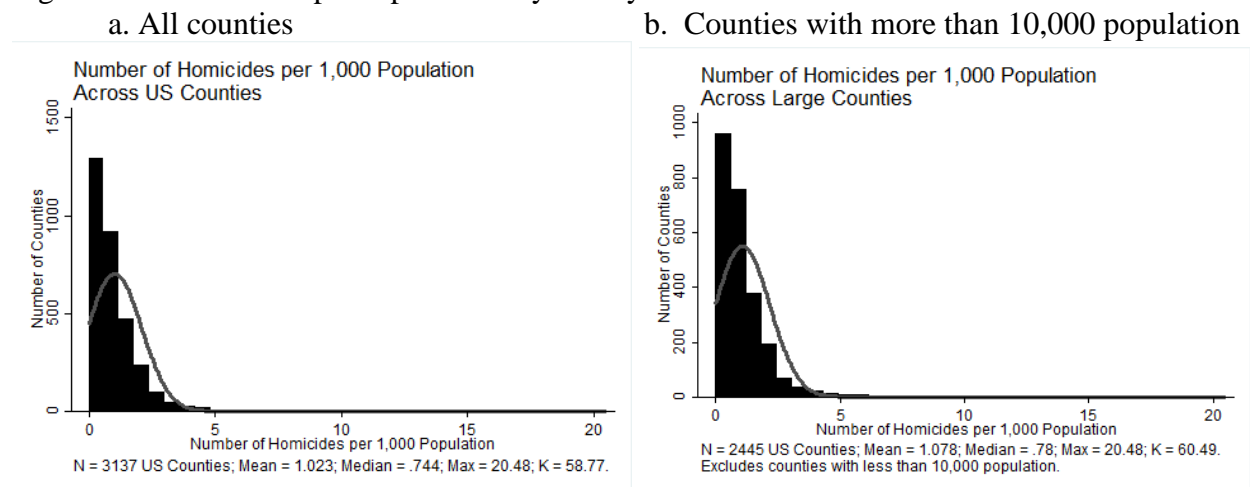 a. All counties
b. Counties with more than 10,000 population
Number of Homicides per 1,000 Population
Across US Counties
Number of Counties
1500
1000
500
0
0 5 10 15 20
Number of Homicides per 1,000 Population
N = 3137 US Counties; Mean = 1.023; Median = .744; Max = 20.48; K = 58.77.
Number of Homicides per 1,000 Population
Across Large Counties
Number of Counties
1000
800
600
400
200
0
0 5 10 15 20
Number of Homicides per 1,000 Population
N = 2445 US Counties; Mean = 1.078; Median = .78; Max = 20.48; K = 60.49.
Excludes counties with less than 10,000 population.